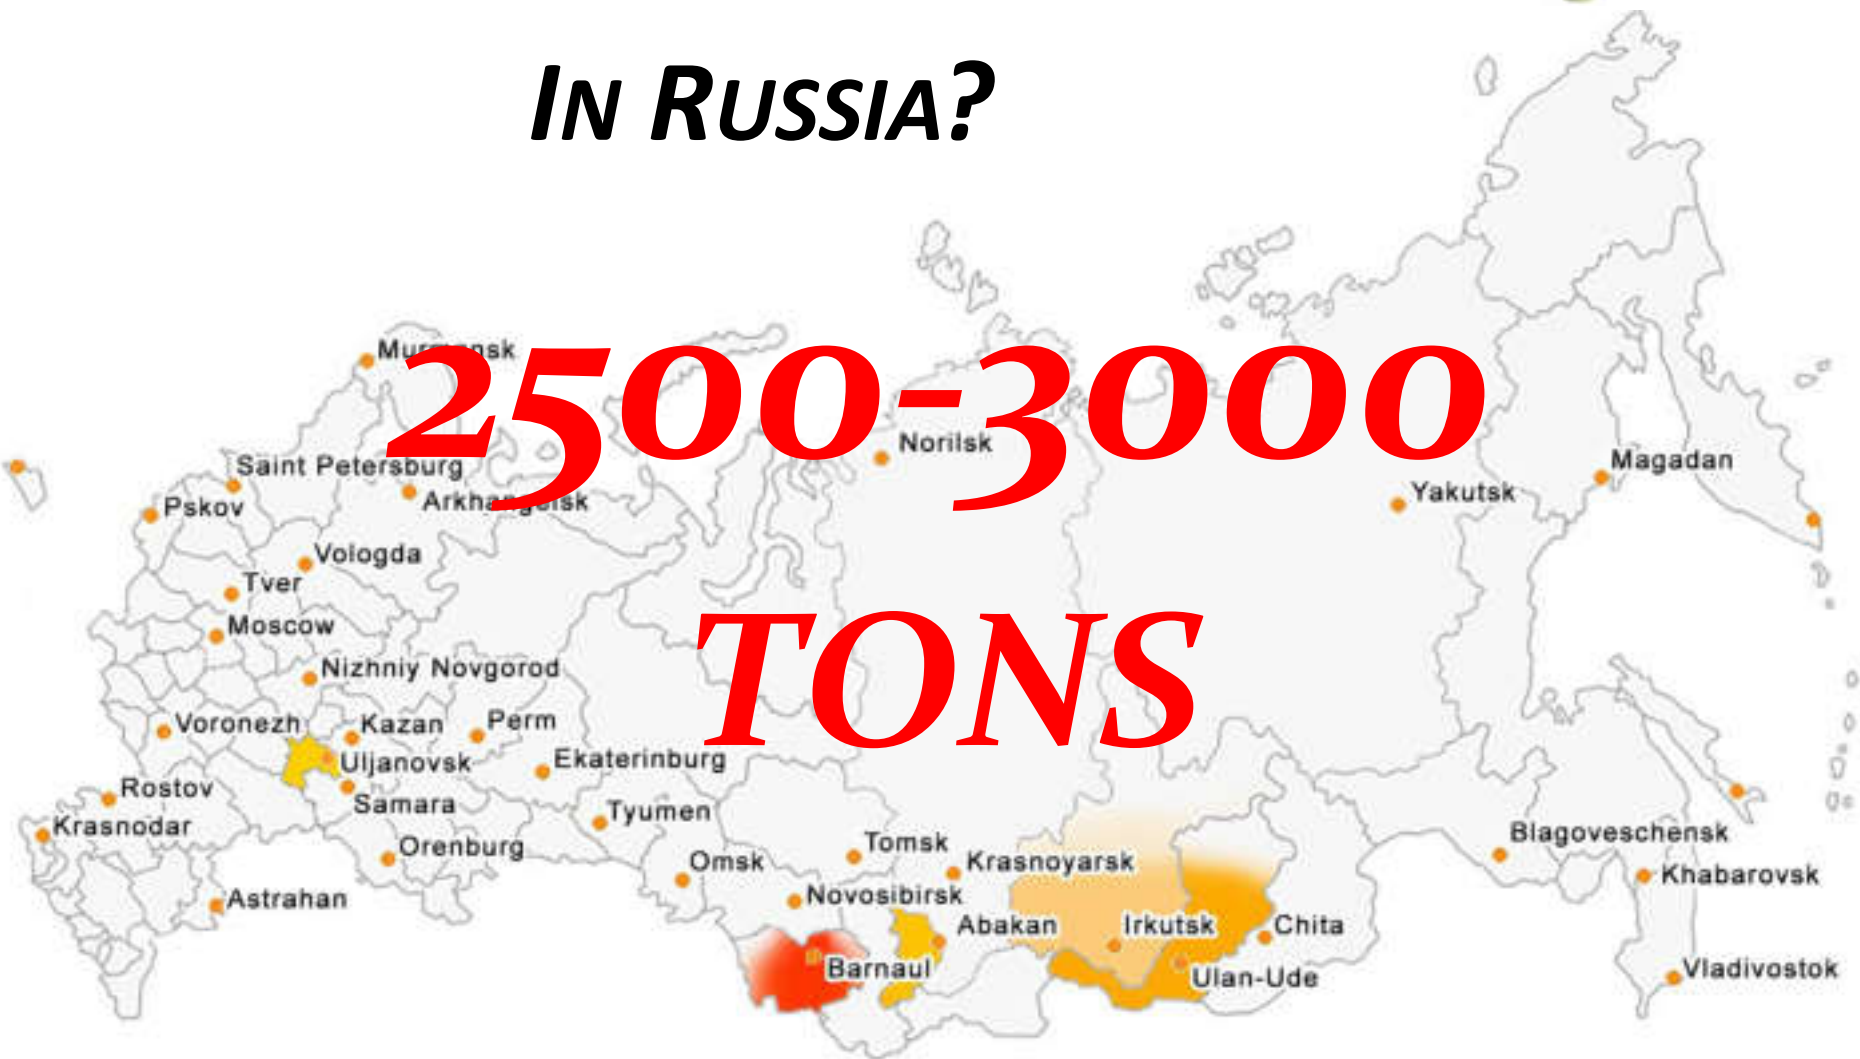 IN RUSSIA?
2500-3000
TONS
Murmansk
Norilsk
Saint Petersburg
Arkhangelsk
Pskov
Yakutsk
Magadan
Vologda
Tver
Moscow
Nizhniy Novgorod
Voronezh
Kazan
Perm
Uljanovsk
Ekaterinburg
Rostov
Samara
Tyumen
Krasnodar
Orenburg
Omsk
Tomsk
Krasnoyarsk
Blagoveschensk
Khabarovsk
Astrahan
Novosibirsk
Abakan
Irkutsk
Chita
Barnaul
Ulan-Ude
Vladivostok